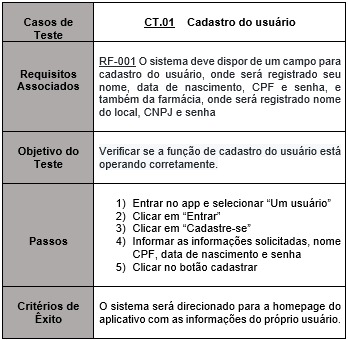 Casos de
Teste
CT.01 Cadastro do usuário
Requisitos
Associados
RF-001 O sistema deve dispor de um campo para
cadastro do usuário, onde será registrado seu
nome, data de nascimento, CPF e senha, e
também da farmácia, onde será registrado nome
do local, CNPJ e senha
Objetivo do
Teste
Verificar se a função de cadastro do usuário está
operando corretamente.
Passos
1) Entrar no app e selecionar “Um usuário”
2) Clicar em “Entrar”
3) Clicar em “Cadastre-se”
4) Informar as informações solicitadas, nome
CPF, data de nascimento e senha
5) Clicar no botão cadastrar
Critérios de
Êxito
O sistema será direcionado para a homepage do
aplicativo com as informações do próprio usuário.